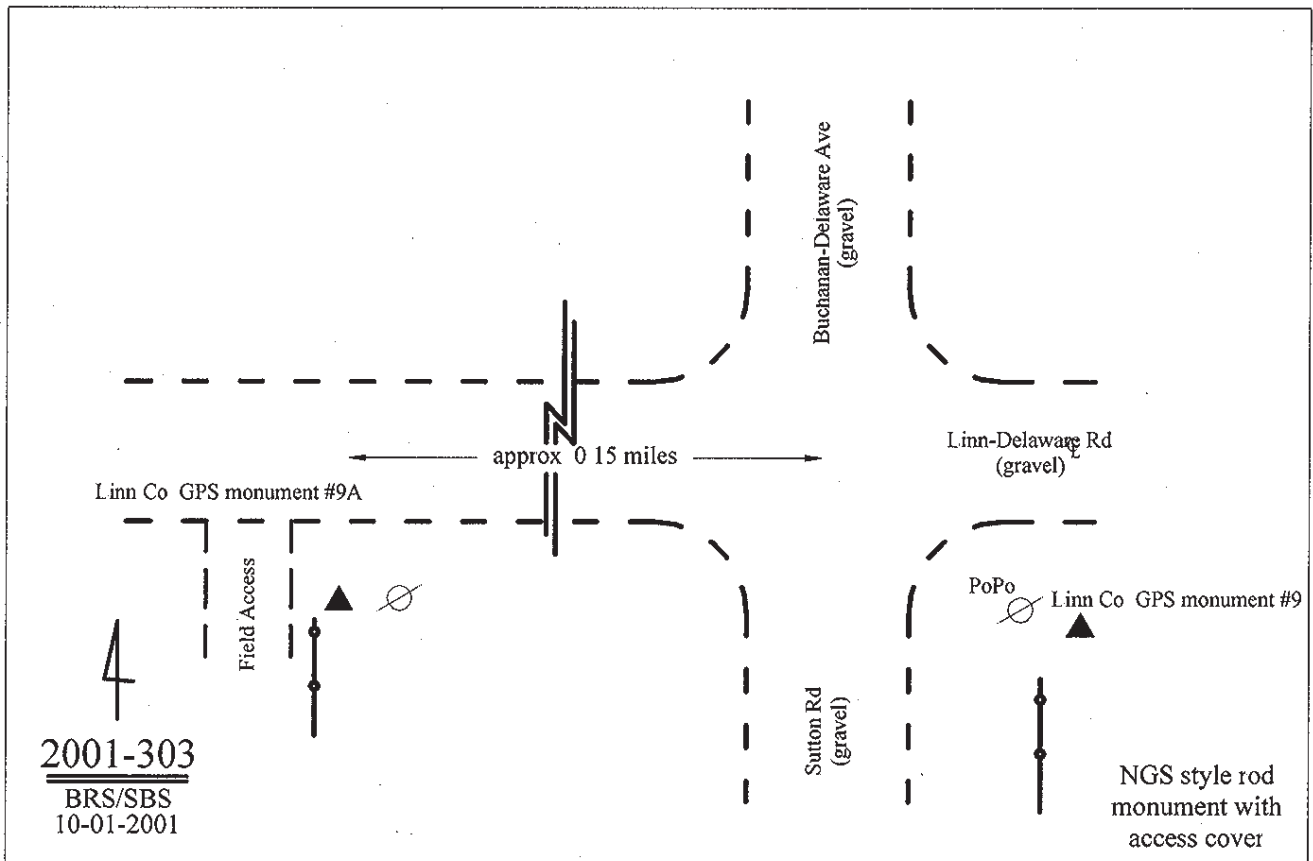 Buchanan-Delaware Ave
(gravel)
approx 0 15 miles
Linn-Delaware Rd
(gravel)
℄
Linn Co GPS monument #9A
Field Access
PoPo
Linn Co GPS monument #9
Sutton Rd
(gravel)
2001-303
BRS/SBS
10-01-2001
NGS style rod
monument with
access cover